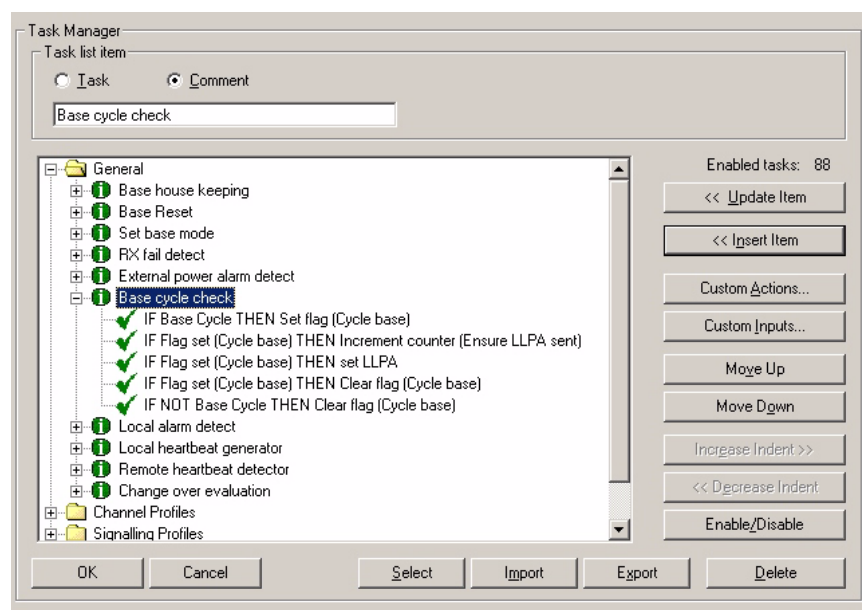 Task Manager
Task list item
Task
Comment
Base cycle check
General
Base house keeping
Base Reset
Set base mode
RX fail detect
External power alarm detect
Base cycle check
IF Base Cycle THEN Set flag (Cycle base)
IF Flag set (Cycle base) THEN Increment counter (Ensure LLPA sent)
IF Flag set (Cycle base) THEN set LLPA
IF Flag set (Cycle base) THEN Clear flag (Cycle base)
IF NOT Base Cycle THEN Clear flag (Cycle base)
Local alarm detect
Local heartbeat generator
Remote heartbeat detector
Change over evaluation
Channel Profiles
Signalling Profiles
Enabled tasks: 88
<< Update Item
<< Insert Item
Custom Actions...
Custom Inputs...
Move Up
Move Down
Increase Indent >>
<< Decrease Indent
Enable/Disable
OK
Cancel
Select
Import
Export
Delete